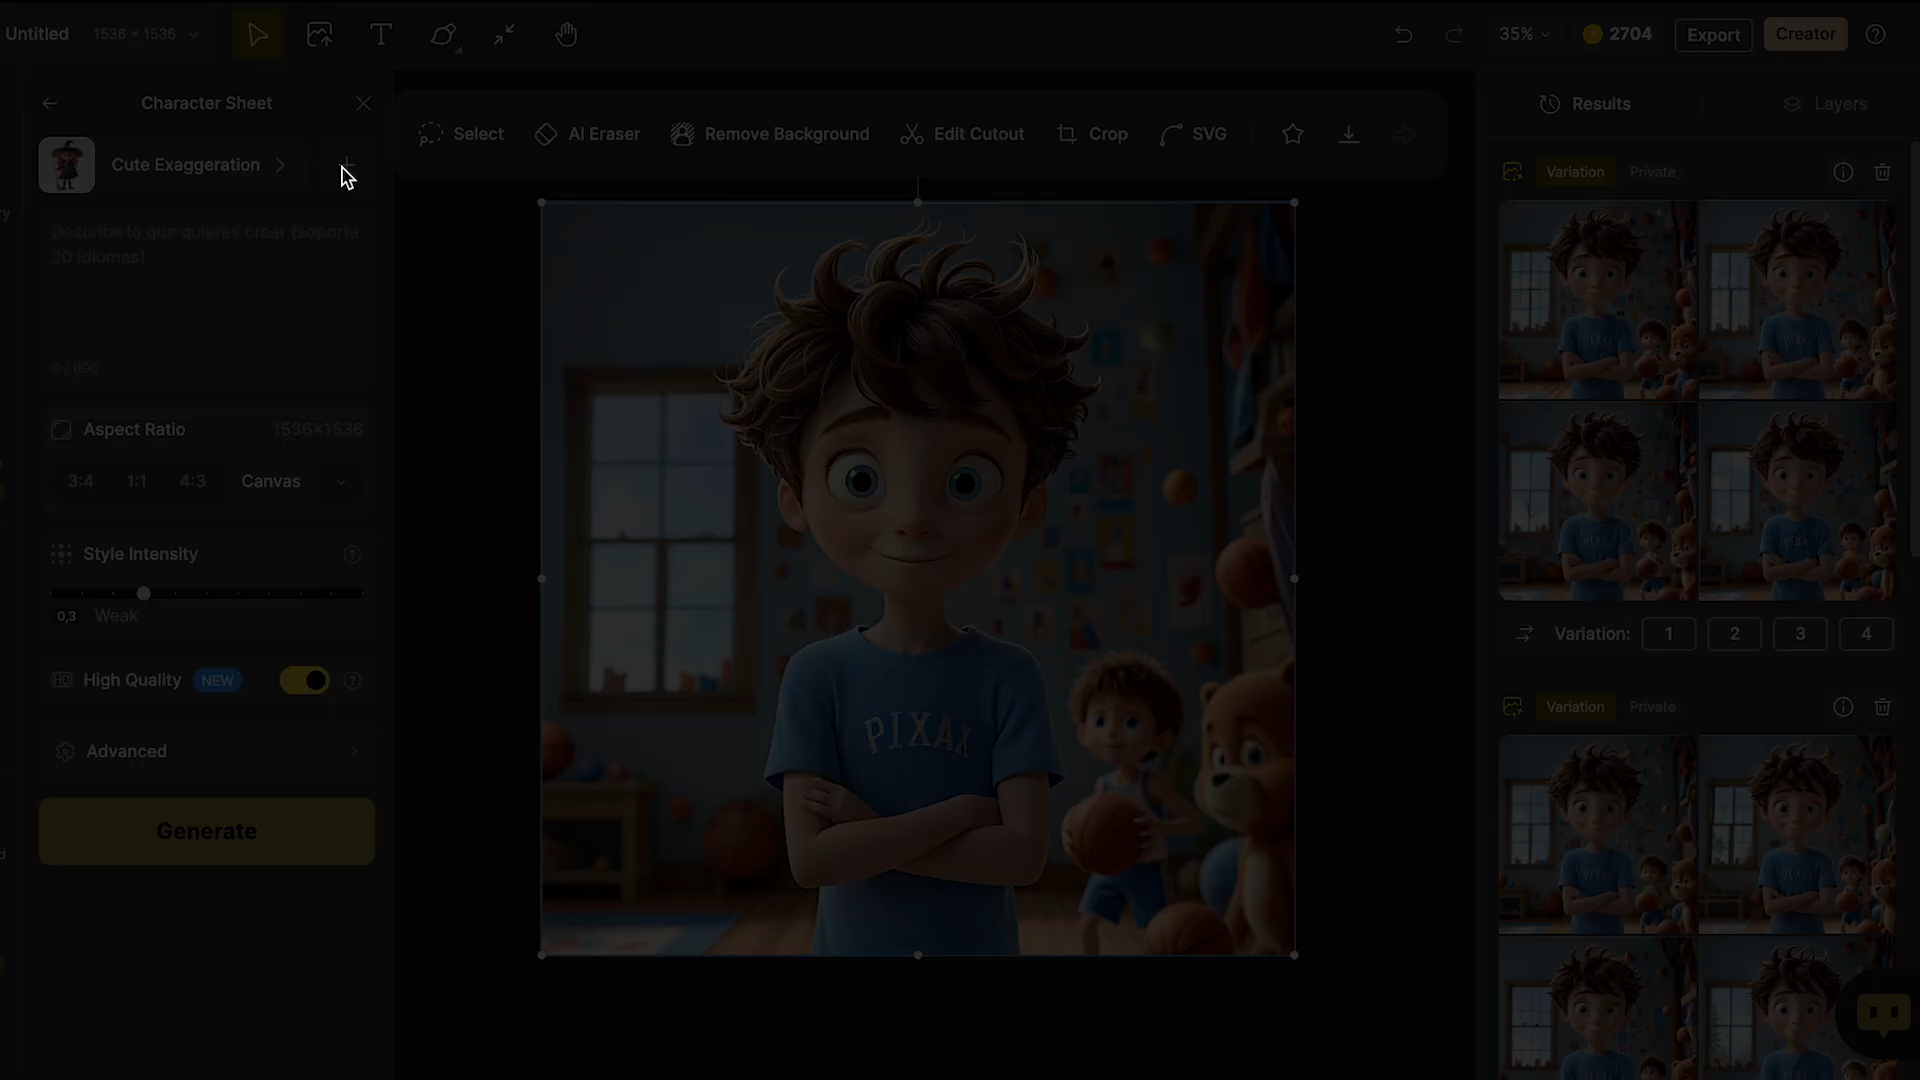 Untitled
1536 × 1536
35%
2704
Export
Creator
Character Sheet
Cute Exaggeration
Describe lo que quieres crear (soporta
20 idiomas)
0 / 600
Aspect Ratio
1536×1536
3:4
1:1
4:3
Canvas
Style Intensity
0,3
Weak
High Quality
NEW
Advanced
Generate
Select
AI Eraser
Remove Background
Edit Cutout
Crop
SVG
PIXAX
Results
Layers
Variation
Private
Variation:
1
2
3
4
Variation
Private